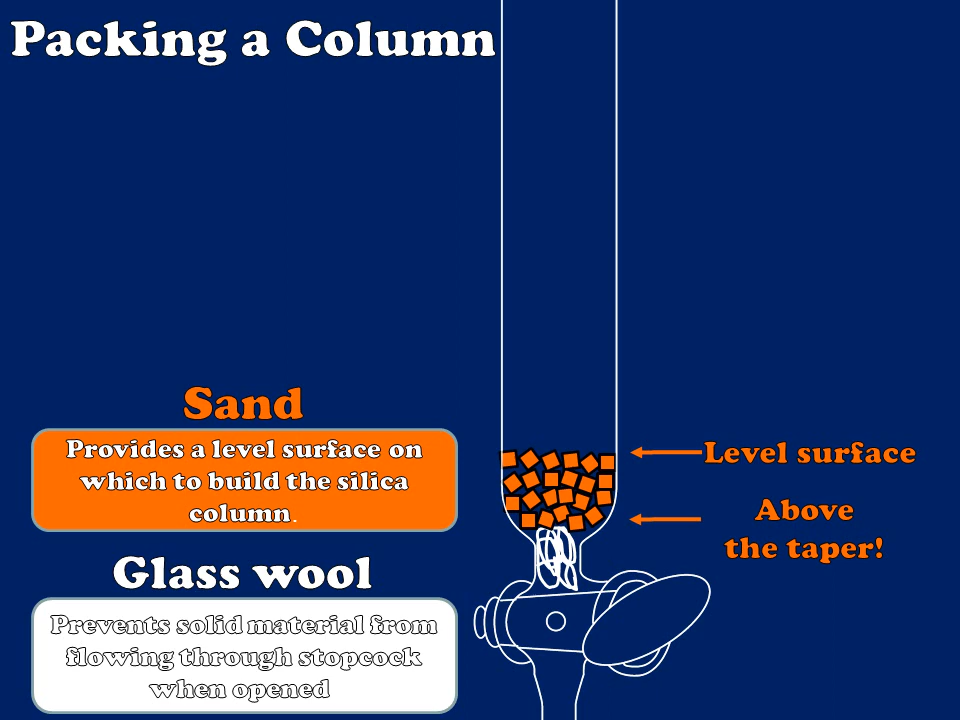 Packing a Column
Sand
Provides a level surface on
which to build the silica
column.
Level surface
Above
the taper!
Glass wool
Prevents solid material from
flowing through stopcock
when opened